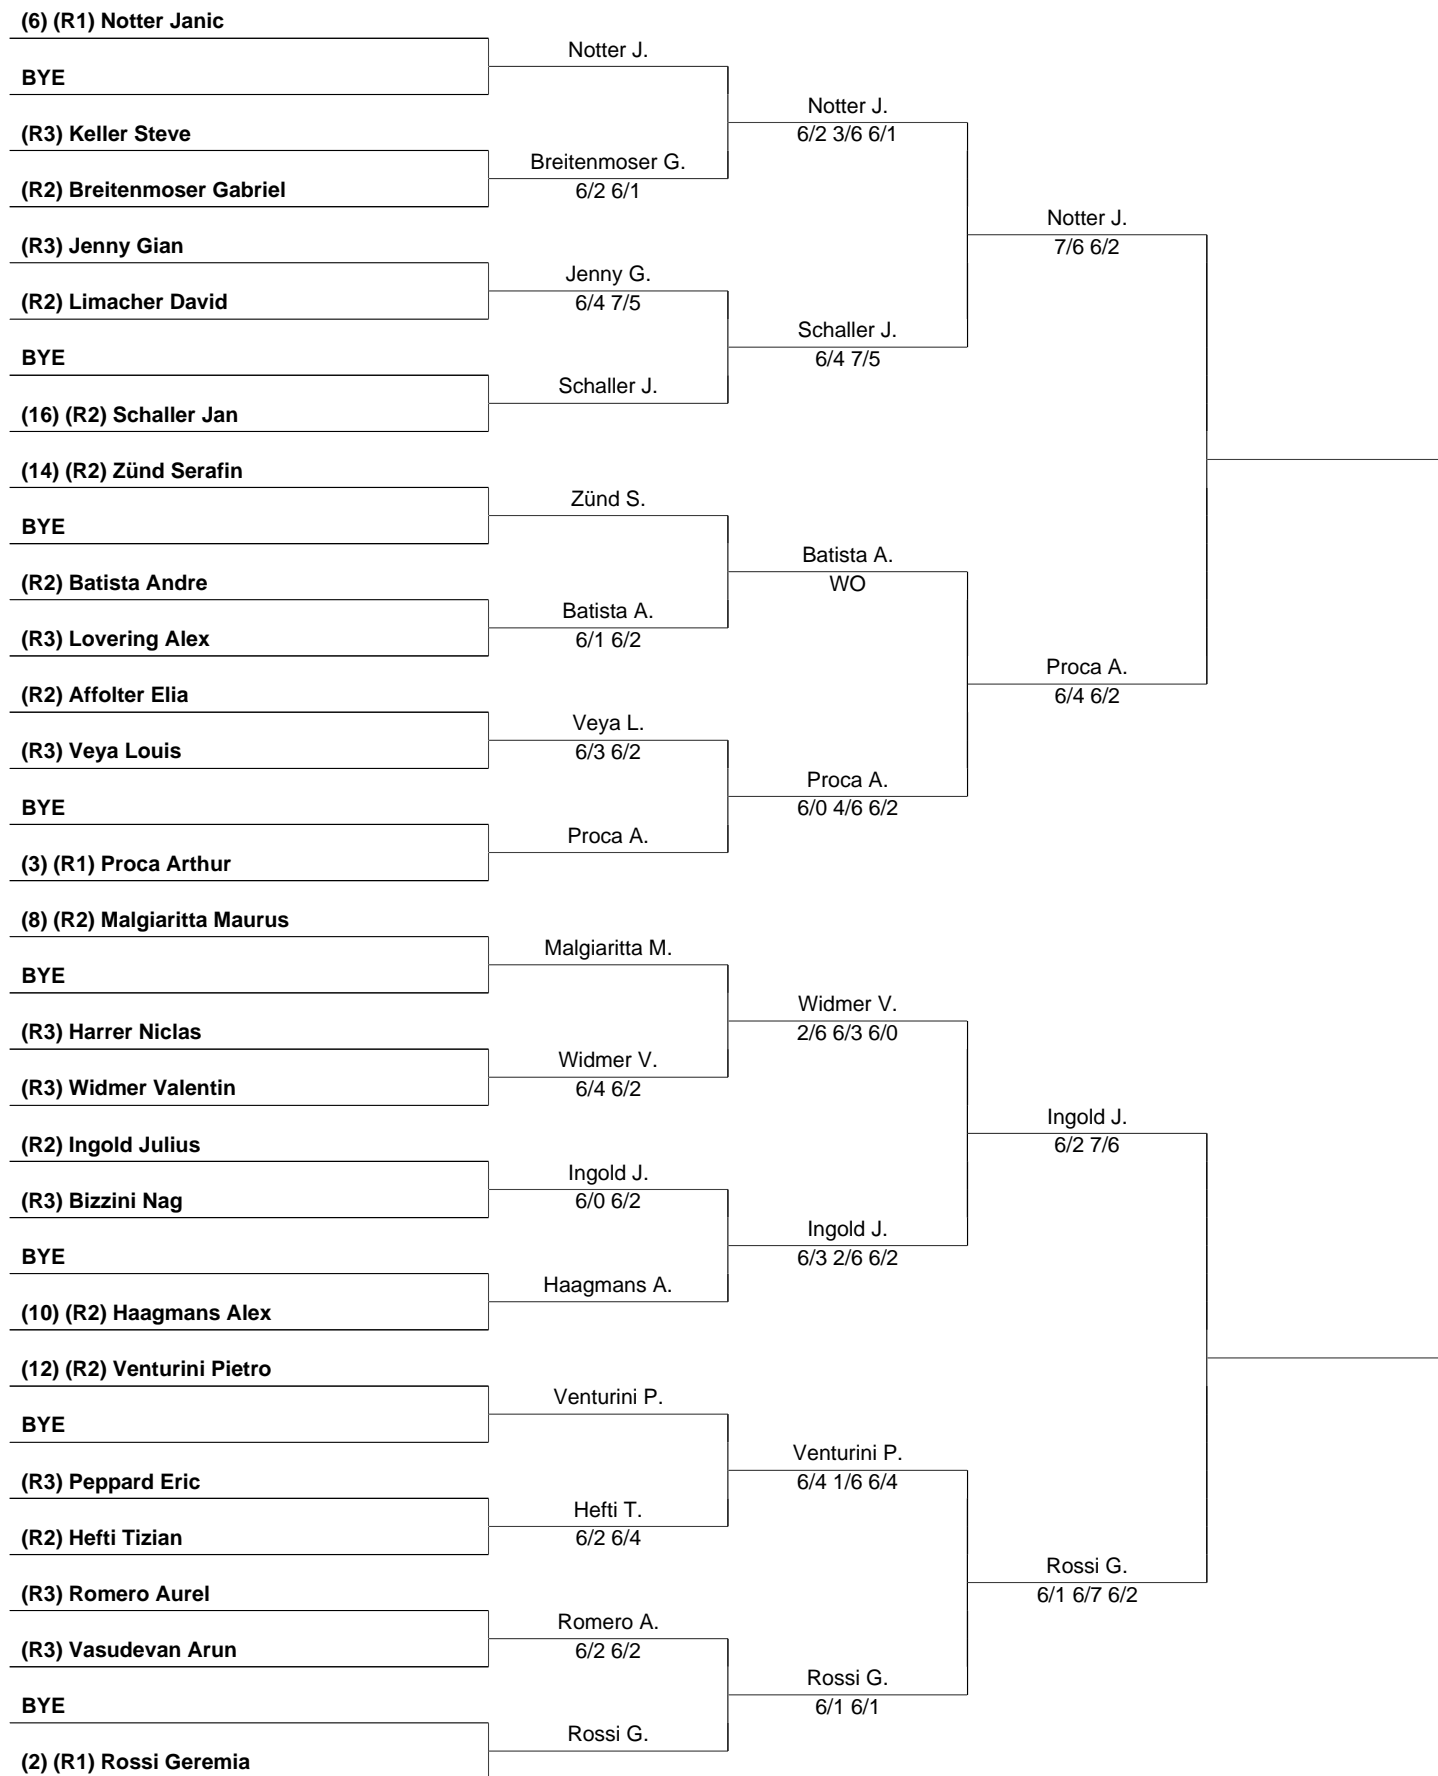 (6) (R1) Notter Janic
Notter J.
BYE
Notter J.
6/2 3/6 6/1
(R3) Keller Steve
Breitenmoser G.
6/2 6/1
(R2) Breitenmoser Gabriel
Notter J.
7/6 6/2
(R3) Jenny Gian
Jenny G.
6/4 7/5
(R2) Limacher David
Schaller J.
6/4 7/5
BYE
Schaller J.
(16) (R2) Schaller Jan
(14) (R2) Zünd Serafin
Zünd S.
BYE
Batista A.
WO
(R2) Batista Andre
Batista A.
6/1 6/2
(R3) Lovering Alex
Proca A.
6/4 6/2
(R2) Affolter Elia
Veya L.
6/3 6/2
(R3) Veya Louis
Proca A.
6/0 4/6 6/2
BYE
Proca A.
(3) (R1) Proca Arthur
(8) (R2) Malgiaritta Maurus
Malgiaritta M.
BYE
Widmer V.
2/6 6/3 6/0
(R3) Harrer Niclas
Widmer V.
6/4 6/2
(R3) Widmer Valentin
Ingold J.
6/2 7/6
(R2) Ingold Julius
Ingold J.
6/0 6/2
(R3) Bizzini Nag
Ingold J.
6/3 2/6 6/2
BYE
Haagmans A.
(10) (R2) Haagmans Alex
(12) (R2) Venturini Pietro
Venturini P.
BYE
Venturini P.
6/4 1/6 6/4
(R3) Peppard Eric
Hefti T.
6/2 6/4
(R2) Hefti Tizian
Rossi G.
6/1 6/7 6/2
(R3) Romero Aurel
Romero A.
6/2 6/2
(R3) Vasudevan Arun
Rossi G.
6/1 6/1
BYE
Rossi G.
(2) (R1) Rossi Geremia